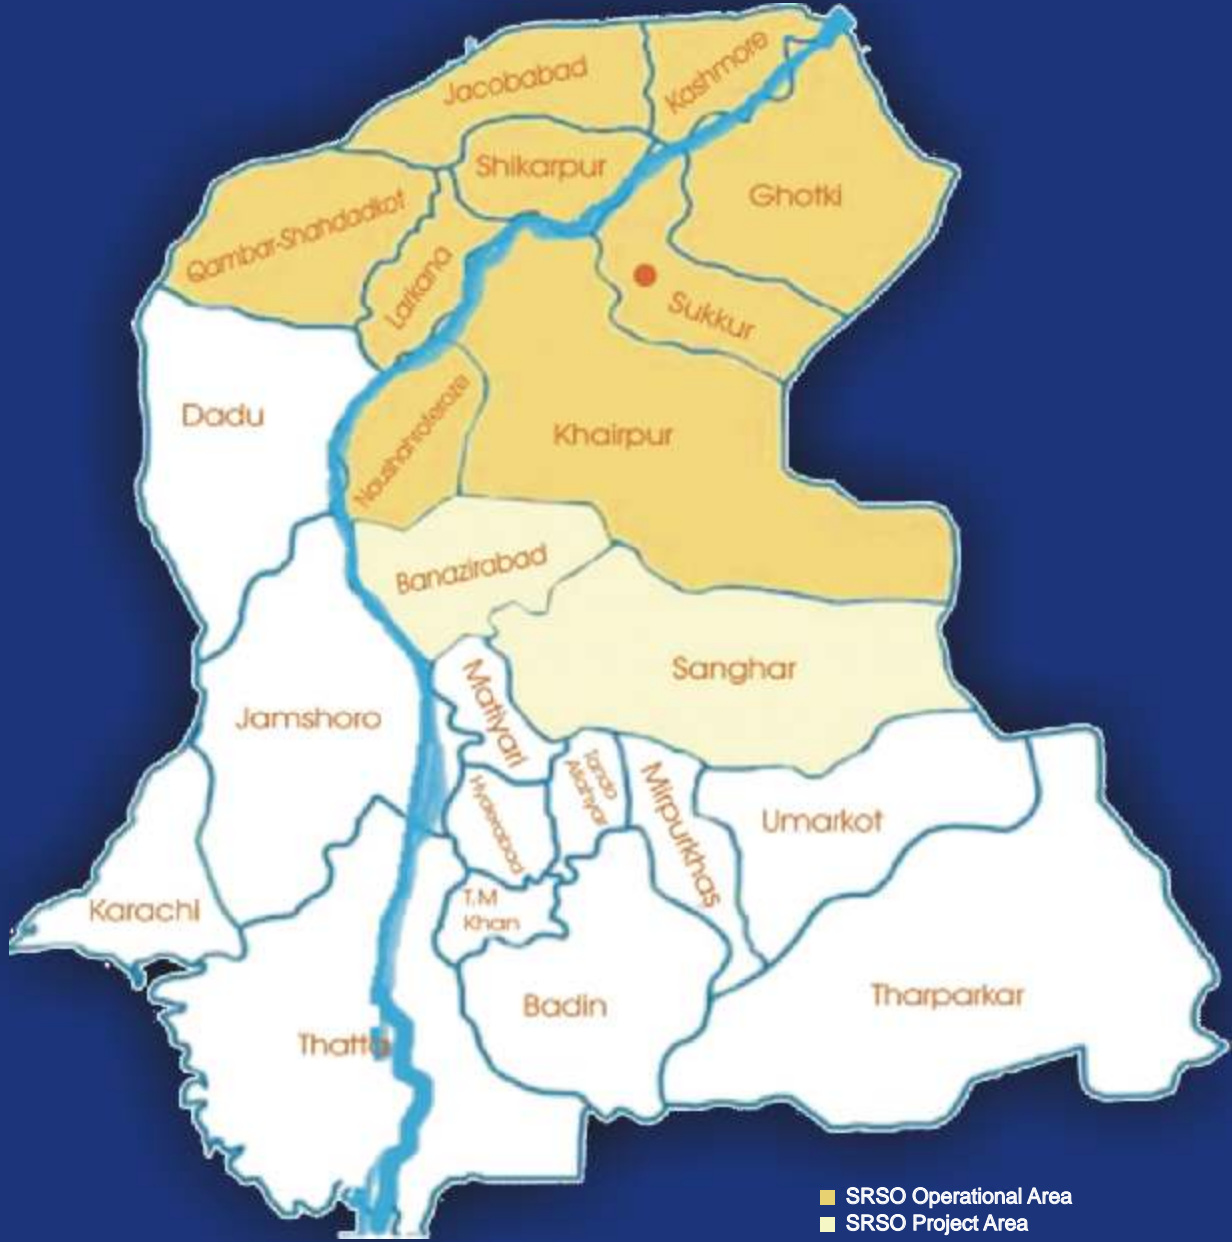 Jacobabad
Kashmore
Shikarpur
Ghotki
Qambar-Shahdadkot
Larkana
Sukkur
Naushahroferoze
Dadu
Khairpur
Banazirabad
Sanghar
Matiyari
Jamshoro
Tando
Allahyar
Hyderabad
Mirpurkhas
Umarkot
Karachi
T.M
Khan
Tharparkar
Badin
Thatta
SRSO Operational Area
SRSO Project Area